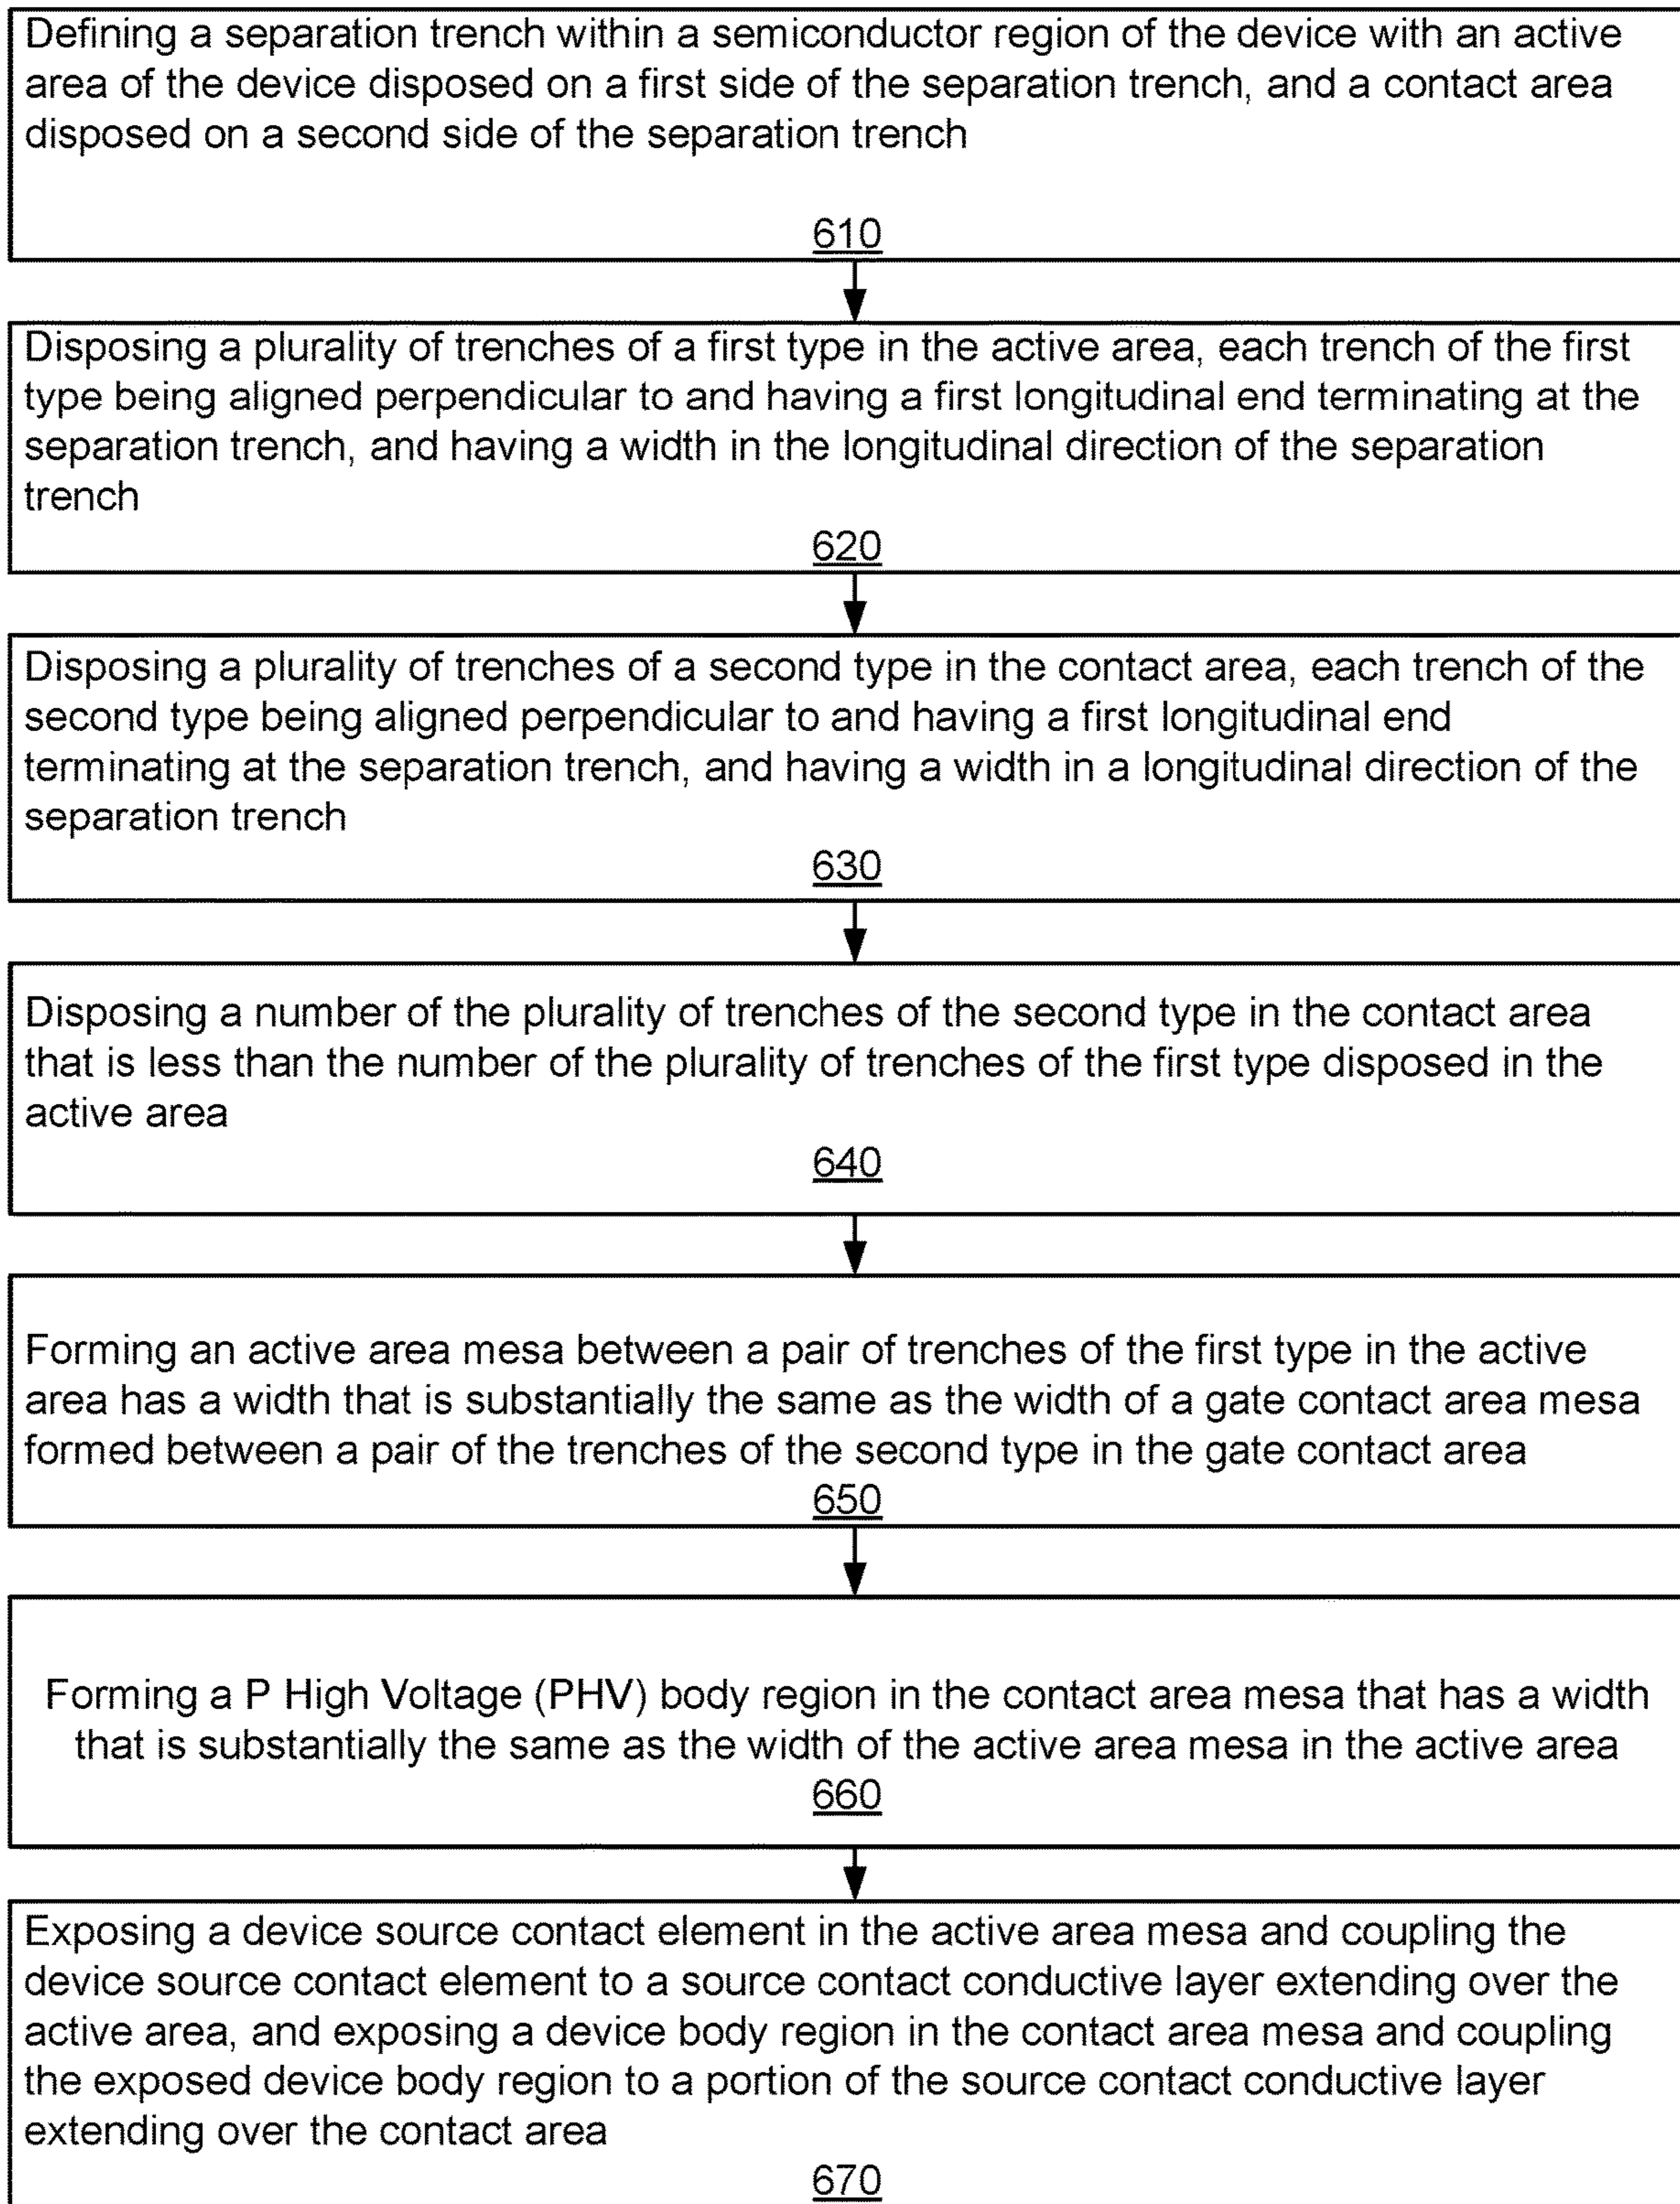 Defining a separation trench within a semiconductor region of the device with an active
area of the device disposed on a first side of the separation trench, and a contact area
disposed on a second side of the separation trench
610
Disposing a plurality of trenches of a first type in the active area, each trench of the first
type being aligned perpendicular to and having a first longitudinal end terminating at the
separation trench, and having a width in the longitudinal direction of the separation
trench
620
Disposing a plurality of trenches of a second type in the contact area, each trench of the
second type being aligned perpendicular to and having a first longitudinal end
terminating at the separation trench, and having a width in a longitudinal direction of the
separation trench
630
Disposing a number of the plurality of trenches of the second type in the contact area
that is less than the number of the plurality of trenches of the first type disposed in the
active area
640
Forming an active area mesa between a pair of trenches of the first type in the active
area has a width that is substantially the same as the width of a gate contact area mesa
formed between a pair of the trenches of the second type in the gate contact area
650
Forming a P High Voltage (PHV) body region in the contact area mesa that has a width
that is substantially the same as the width of the active area mesa in the active area
660
Exposing a device source contact element in the active area mesa and coupling the
device source contact element to a source contact conductive layer extending over the
active area, and exposing a device body region in the contact area mesa and coupling
the exposed device body region to a portion of the source contact conductive layer
extending over the contact area
670